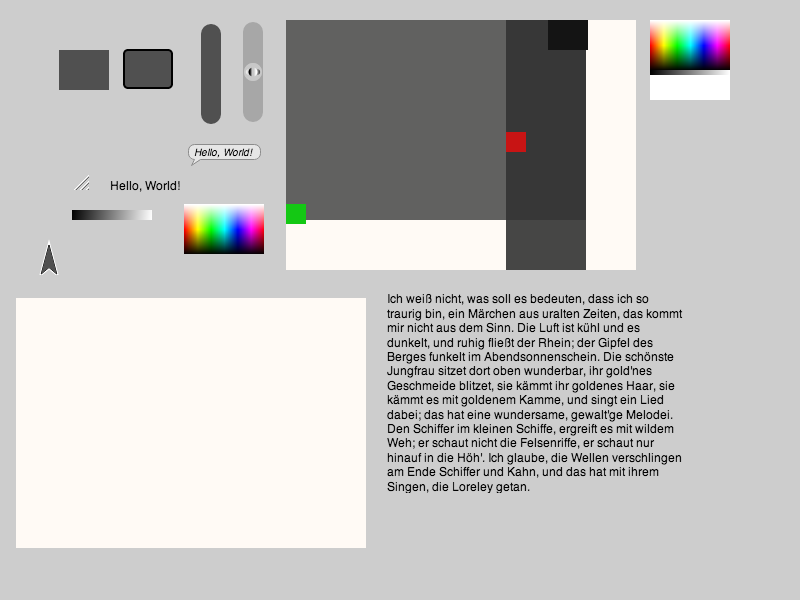 Hello, World!
Hello, World!
Ich weiß nicht, was soll es bedeuten, dass ich so
traurig bin, ein Märchen aus uralten Zeiten, das kommt
mir nicht aus dem Sinn. Die Luft ist kühl und es
dunkelt, und ruhig fließt der Rhein; der Gipfel des
Berges funkelt im Abendsonnenschein. Die schönste
Jungfrau sitzet dort oben wunderbar, ihr gold'nes
Geschmeide blitzet, sie kämmt ihr goldenes Haar, sie
kämmt es mit goldenem Kamme, und singt ein Lied
dabei; das hat eine wundersame, gewalt'ge Melodei.
Den Schiffer im kleinen Schiffe, ergreift es mit wildem
Weh; er schaut nicht die Felsenriffe, er schaut nur
hinauf in die Höh'. Ich glaube, die Wellen verschlingen
am Ende Schiffer und Kahn, und das hat mit ihrem
Singen, die Loreley getan.